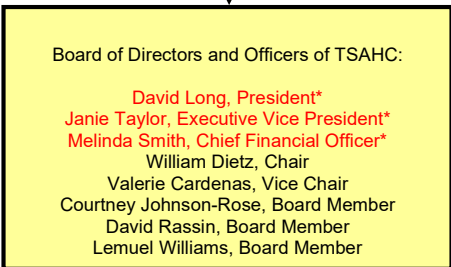 Board of Directors and Officers of TSAHC:
David Long, President*
Janie Taylor, Executive Vice President*
Melinda Smith, Chief Financial Officer*
William Dietz, Chair
Valerie Cardenas, Vice Chair
Courtney Johnson-Rose, Board Member
David Rassin, Board Member
Lemuel Williams, Board Member